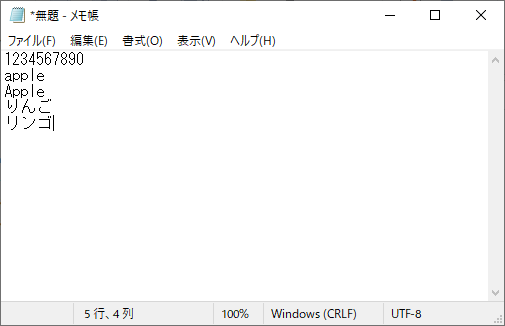 *無題 - メモ帳
ファイル(F) 編集(E) 書式(O) 表示(V) ヘルプ(H)
1234567890
apple
Apple
りんご
リンゴ
5 行、4 列 100% Windows (CRLF) UTF-8